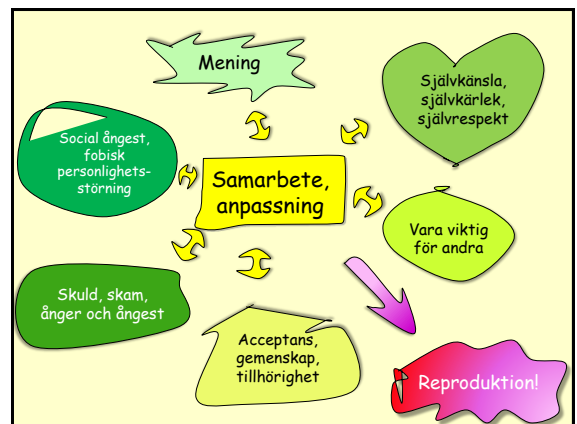 Mening
Självkänsla,
självkärlek,
självrespekt
Social ångest,
fobisk
personlighets-
störning
Samarbete,
anpassning
Vara viktig
för andra
Skuld, skam,
ånger och ångest
Acceptans,
gemenskap,
tillhörighet
Reproduktion!